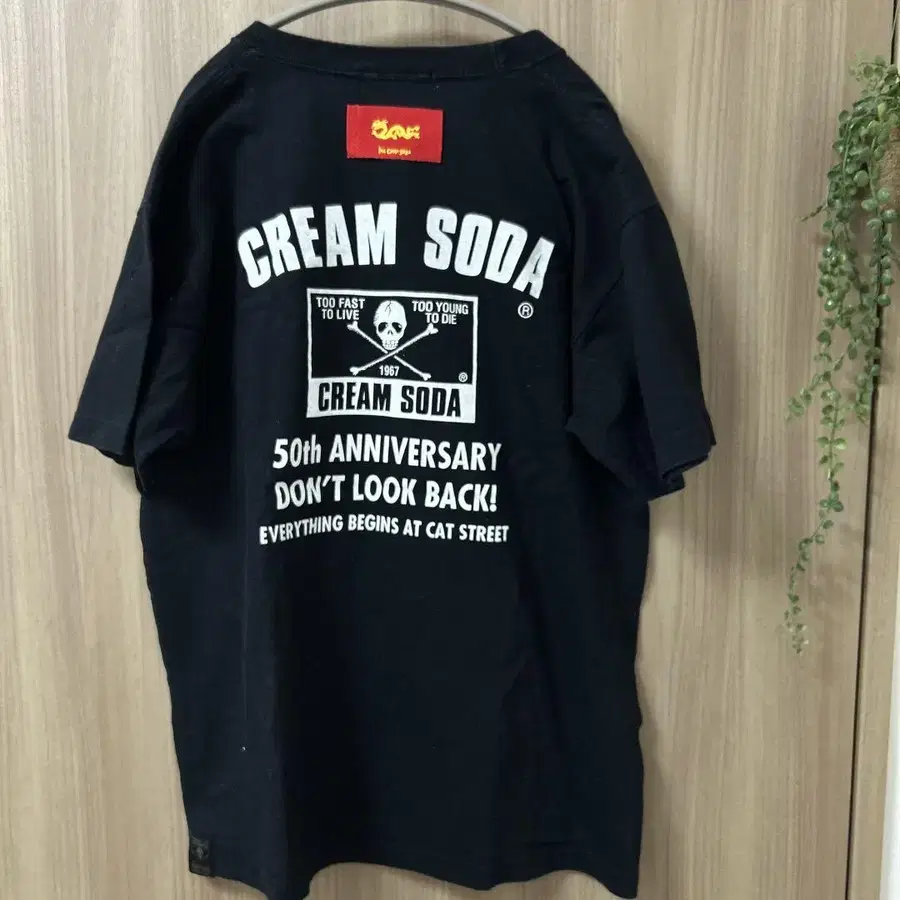 CREAM SODA
®
TOO FAST
TO LIVE
TOO YOUNG
TO DIE
1967
®
CREAM SODA
50th ANNIVERSARY
DON'T LOOK BACK!
EVERYTHING BEGINS AT CAT STREET